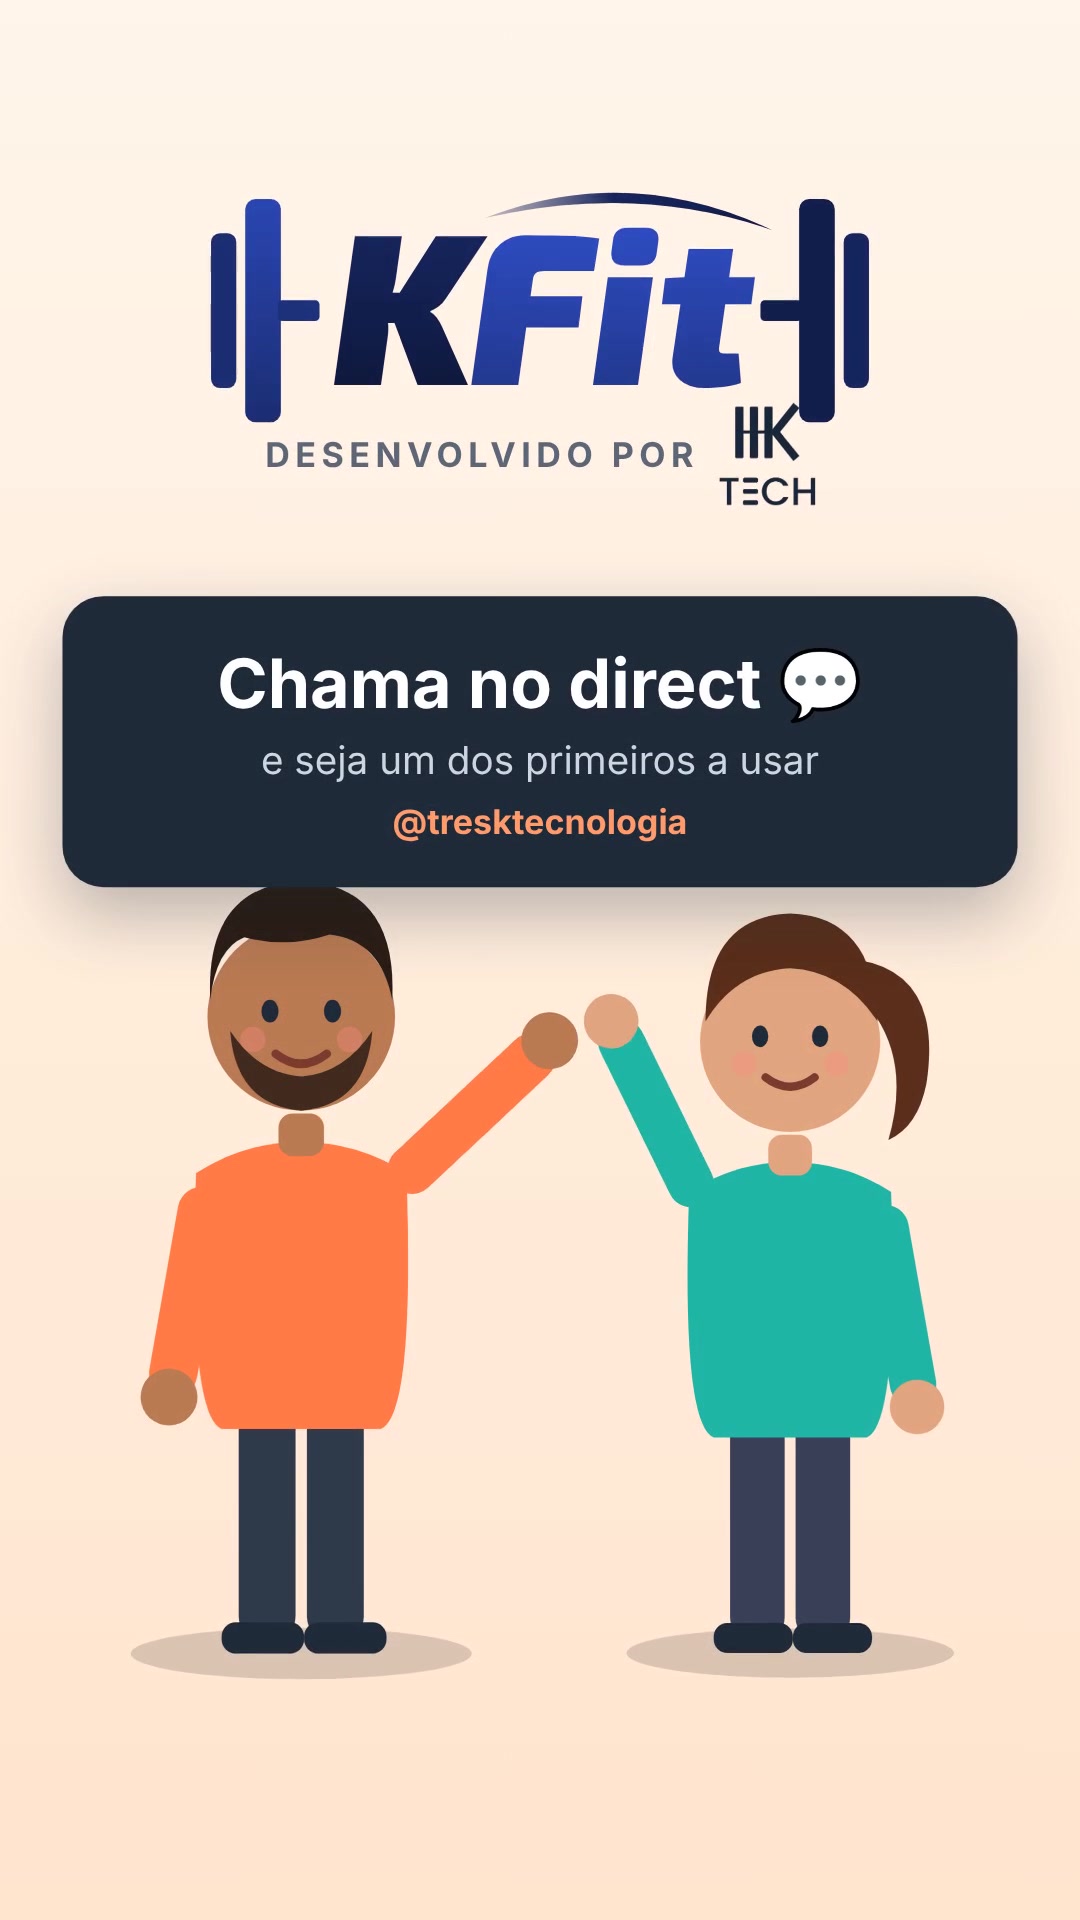 KFit
DESENVOLVIDO POR
K
TECH
Chama no direct 💬
e seja um dos primeiros a usar
@tresktecnologia